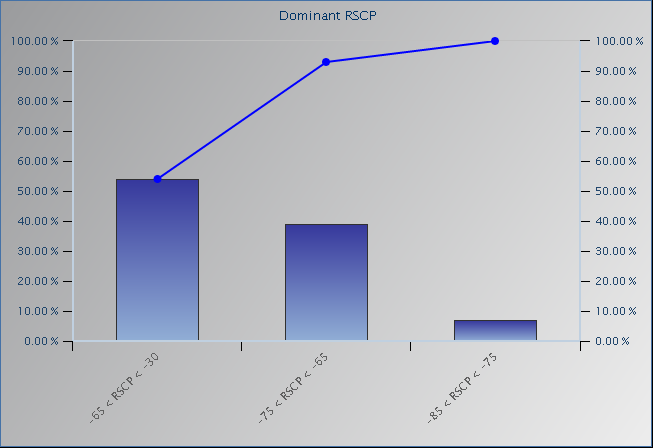 Dominant RSCP
100.00 % 100.00 %
90.00 % 90.00 %
80.00 % 80.00 %
70.00 % 70.00 %
60.00 % 60.00 %
50.00 % 50.00 %
40.00 % 40.00 %
30.00 % 30.00 %
20.00 % 20.00 %
10.00 % 10.00 %
0.00 % 0.00 %
-65 < RSCP < -30
-75 < RSCP < -65
-85 < RSCP < -75